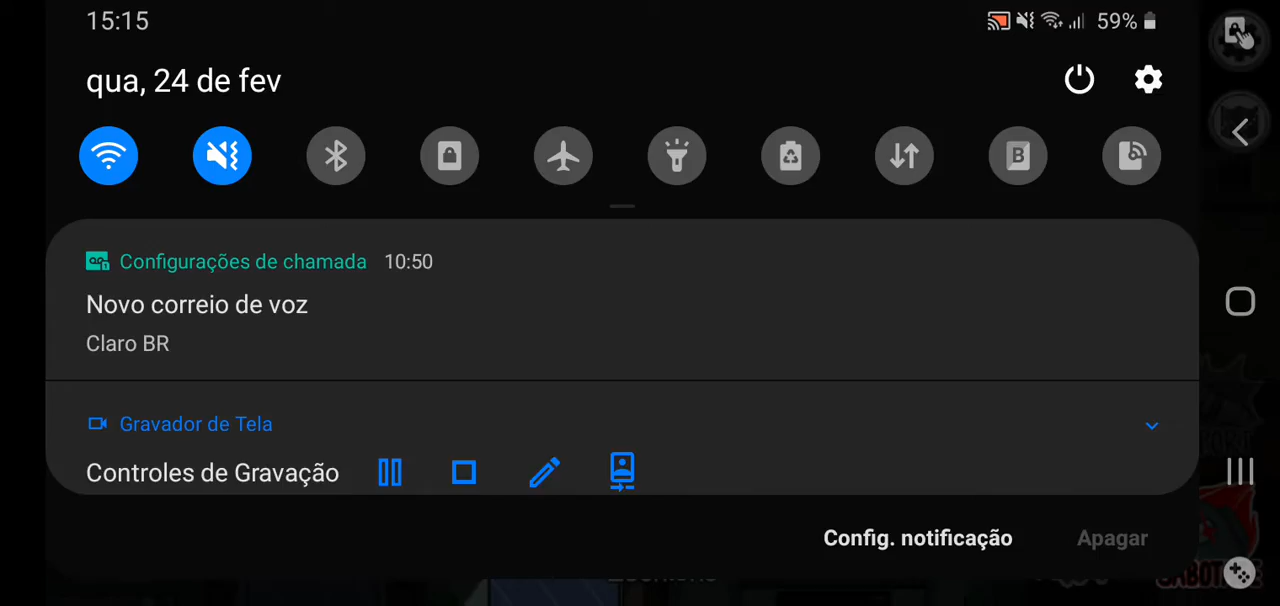 15:15
59%
qua, 24 de fev
B
Configurações de chamada 10:50
Novo correio de voz
Claro BR
Gravador de Tela
Controles de Gravação
Config. notificação
Apagar